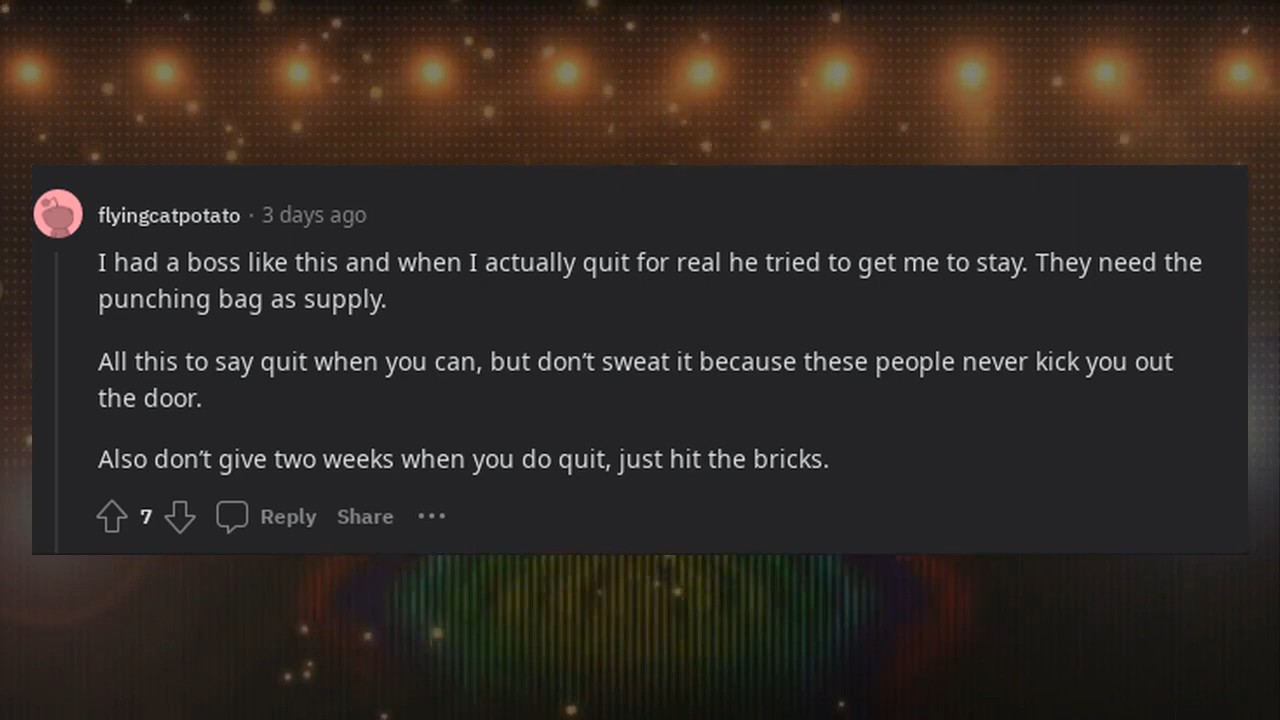 flyingcatpotato · 3 days ago
I had a boss like this and when I actually quit for real he tried to get me to stay. They need the
punching bag as supply.
All this to say quit when you can, but don’t sweat it because these people never kick you out
the door.
Also don’t give two weeks when you do quit, just hit the bricks.
7 Reply Share ···